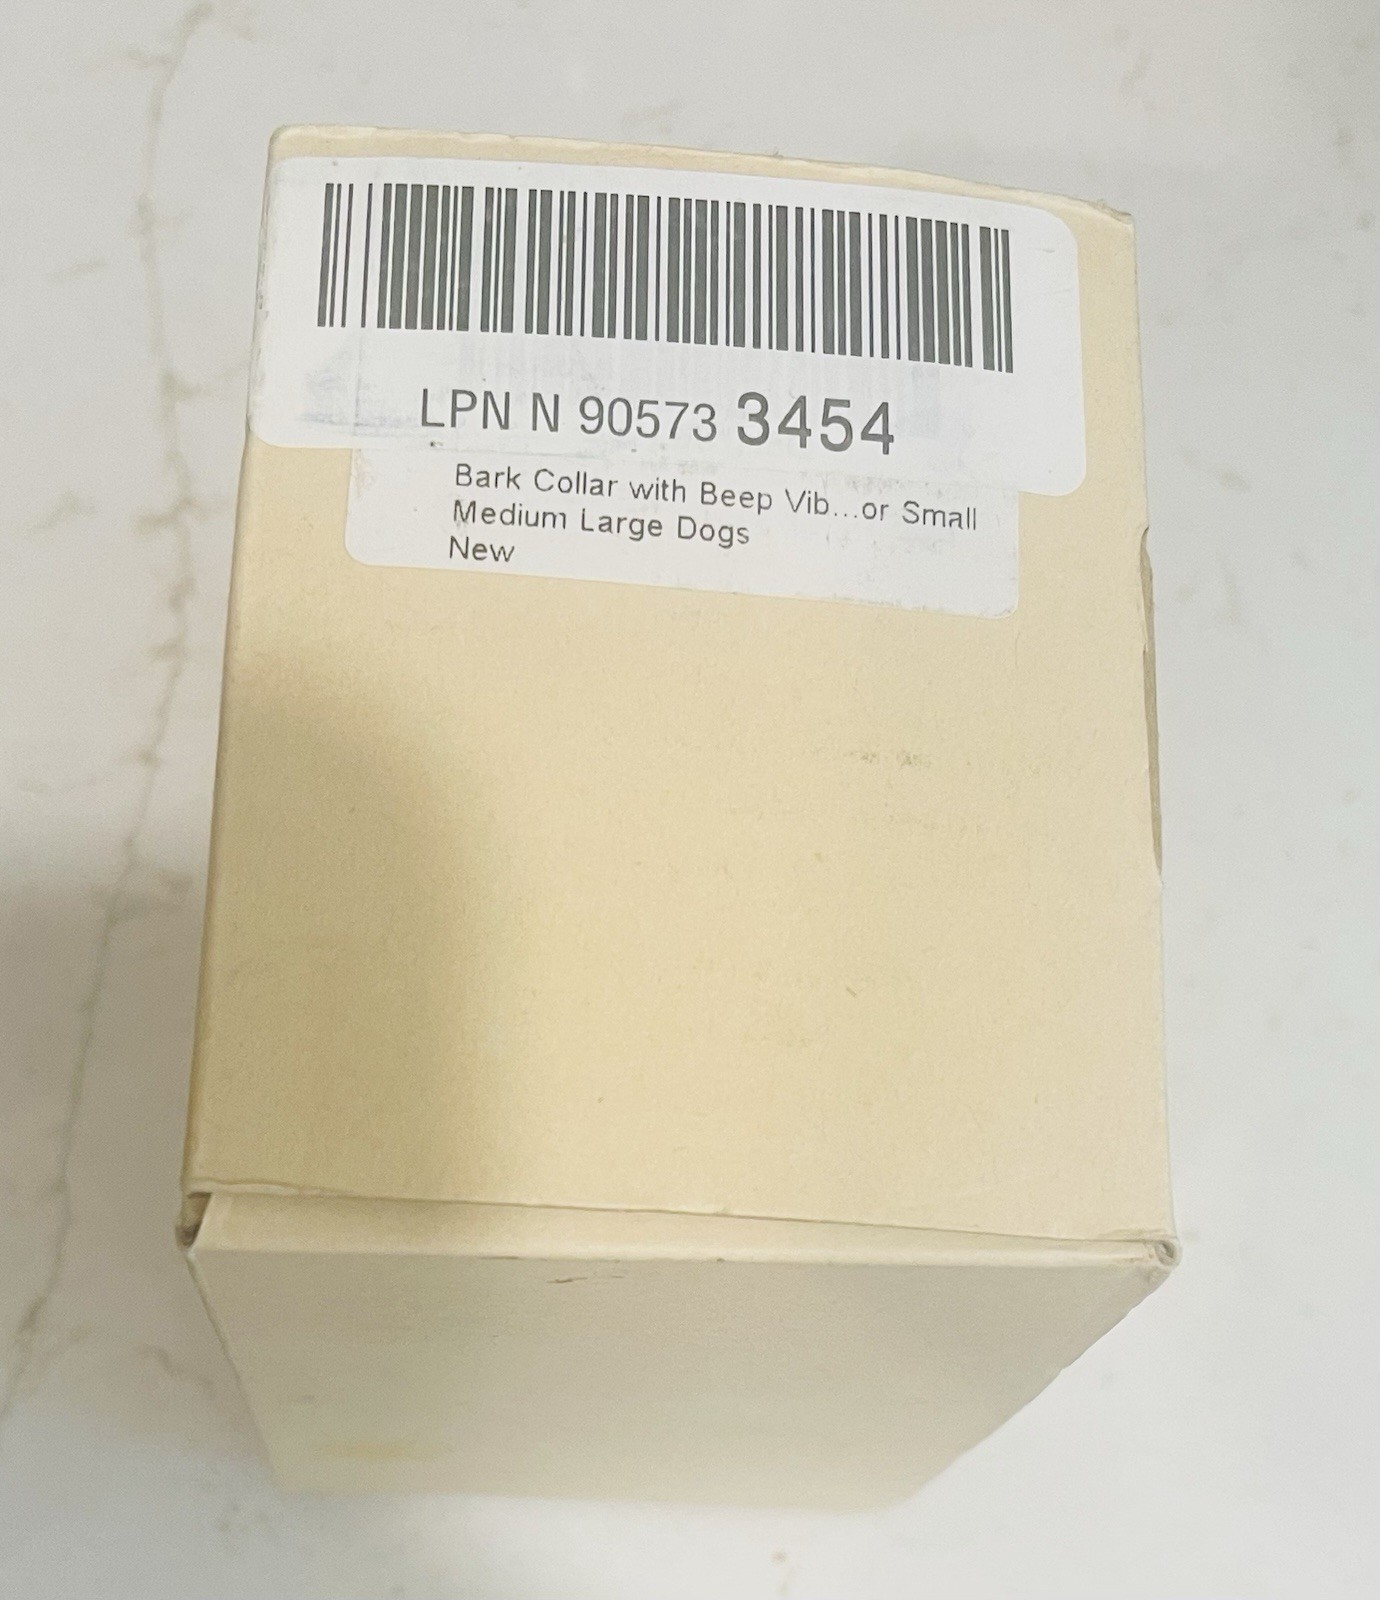 LPN N 90573 3454
Bark Collar with Beep Vib...or Small
Medium Large Dogs
New